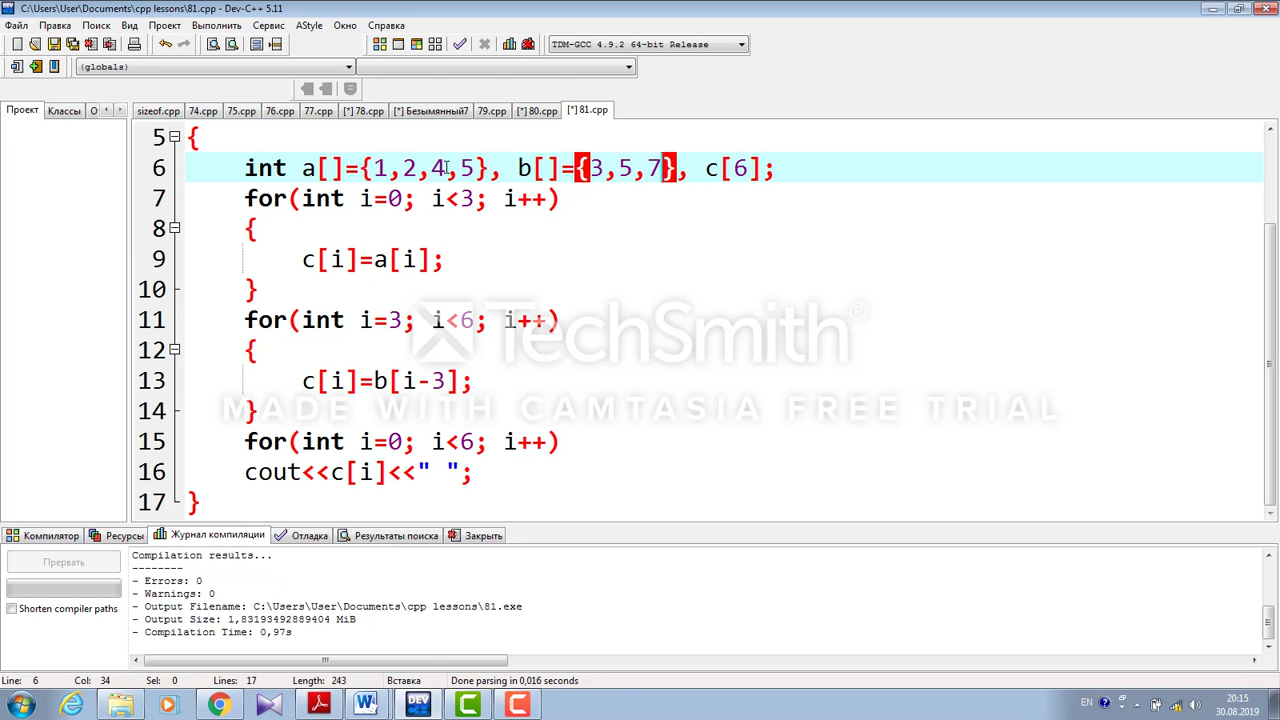 C:\Users\User\Documents\cpp lessons\81.cpp - Dev-C++ 5.11
Файл Правка Поиск Вид Проект Выполнить Сервис AStyle Окно Справка
TDM-GCC 4.9.2 64-bit Release
(globals)
Проект Классы О sizeof.cpp 74.cpp 75.cpp 76.cpp 77.cpp [*] 78.cpp [*] Безымянный7 79.cpp [*] 80.cpp [*] 81.cpp
5 {
6 int a[]={1,2,4,5}, b[]={3,5,7}, c[6];
7 for(int i=0; i<3; i++)
8 {
9 c[i]=a[i];
10 }
11 for(int i=3; i<6; i++)
12 {
13 c[i]=b[i-3];
14 }
15 for(int i=0; i<6; i++)
16 cout<<c[i]<<" ";
17 }
TechSmith®
MADE WITH CAMTASIA FREE TRIAL
Компилятор Ресурсы Журнал компиляции Отладка Результаты поиска Закрыть
Прервать
Shorten compiler paths
Compilation results...
--------
- Errors: 0
- Warnings: 0
- Output Filename: C:\Users\User\Documents\cpp lessons\81.exe
- Output Size: 1,83193492889404 MiB
- Compilation Time: 0,97s
Line: 6 Col: 34 Sel: 0 Lines: 17 Length: 243 Вставка Done parsing in 0,016 seconds
DEV
EN
20:15
30.08.2019